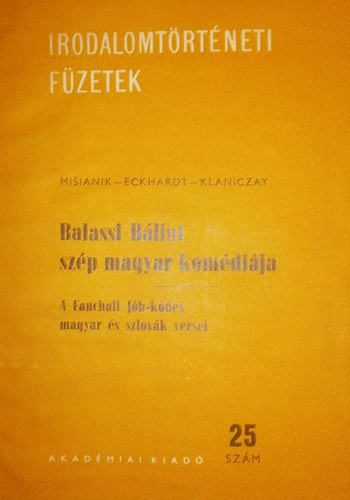 IRODALOMTÖRTÉNETI
FÜZETEK
MIŠIANIK—ECKHARDT—KLANICZAY
Balassi Bálint
szép magyar komédiája
A Fanchali Jób-kódex
magyar és szlovák versei
25
SZÁM
AKADÉMIAI KIADÓ